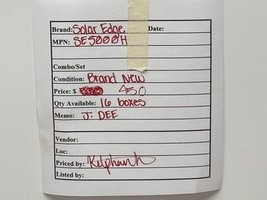 Brand: Solar Edge Date:
MPN: SE5000H
Combo/Set
Condition: Brand New
Price: $ 450
Qty Available: 16 boxes
Memo: J. DEE
Vendor:
Loc:
Priced by:
Listed by: